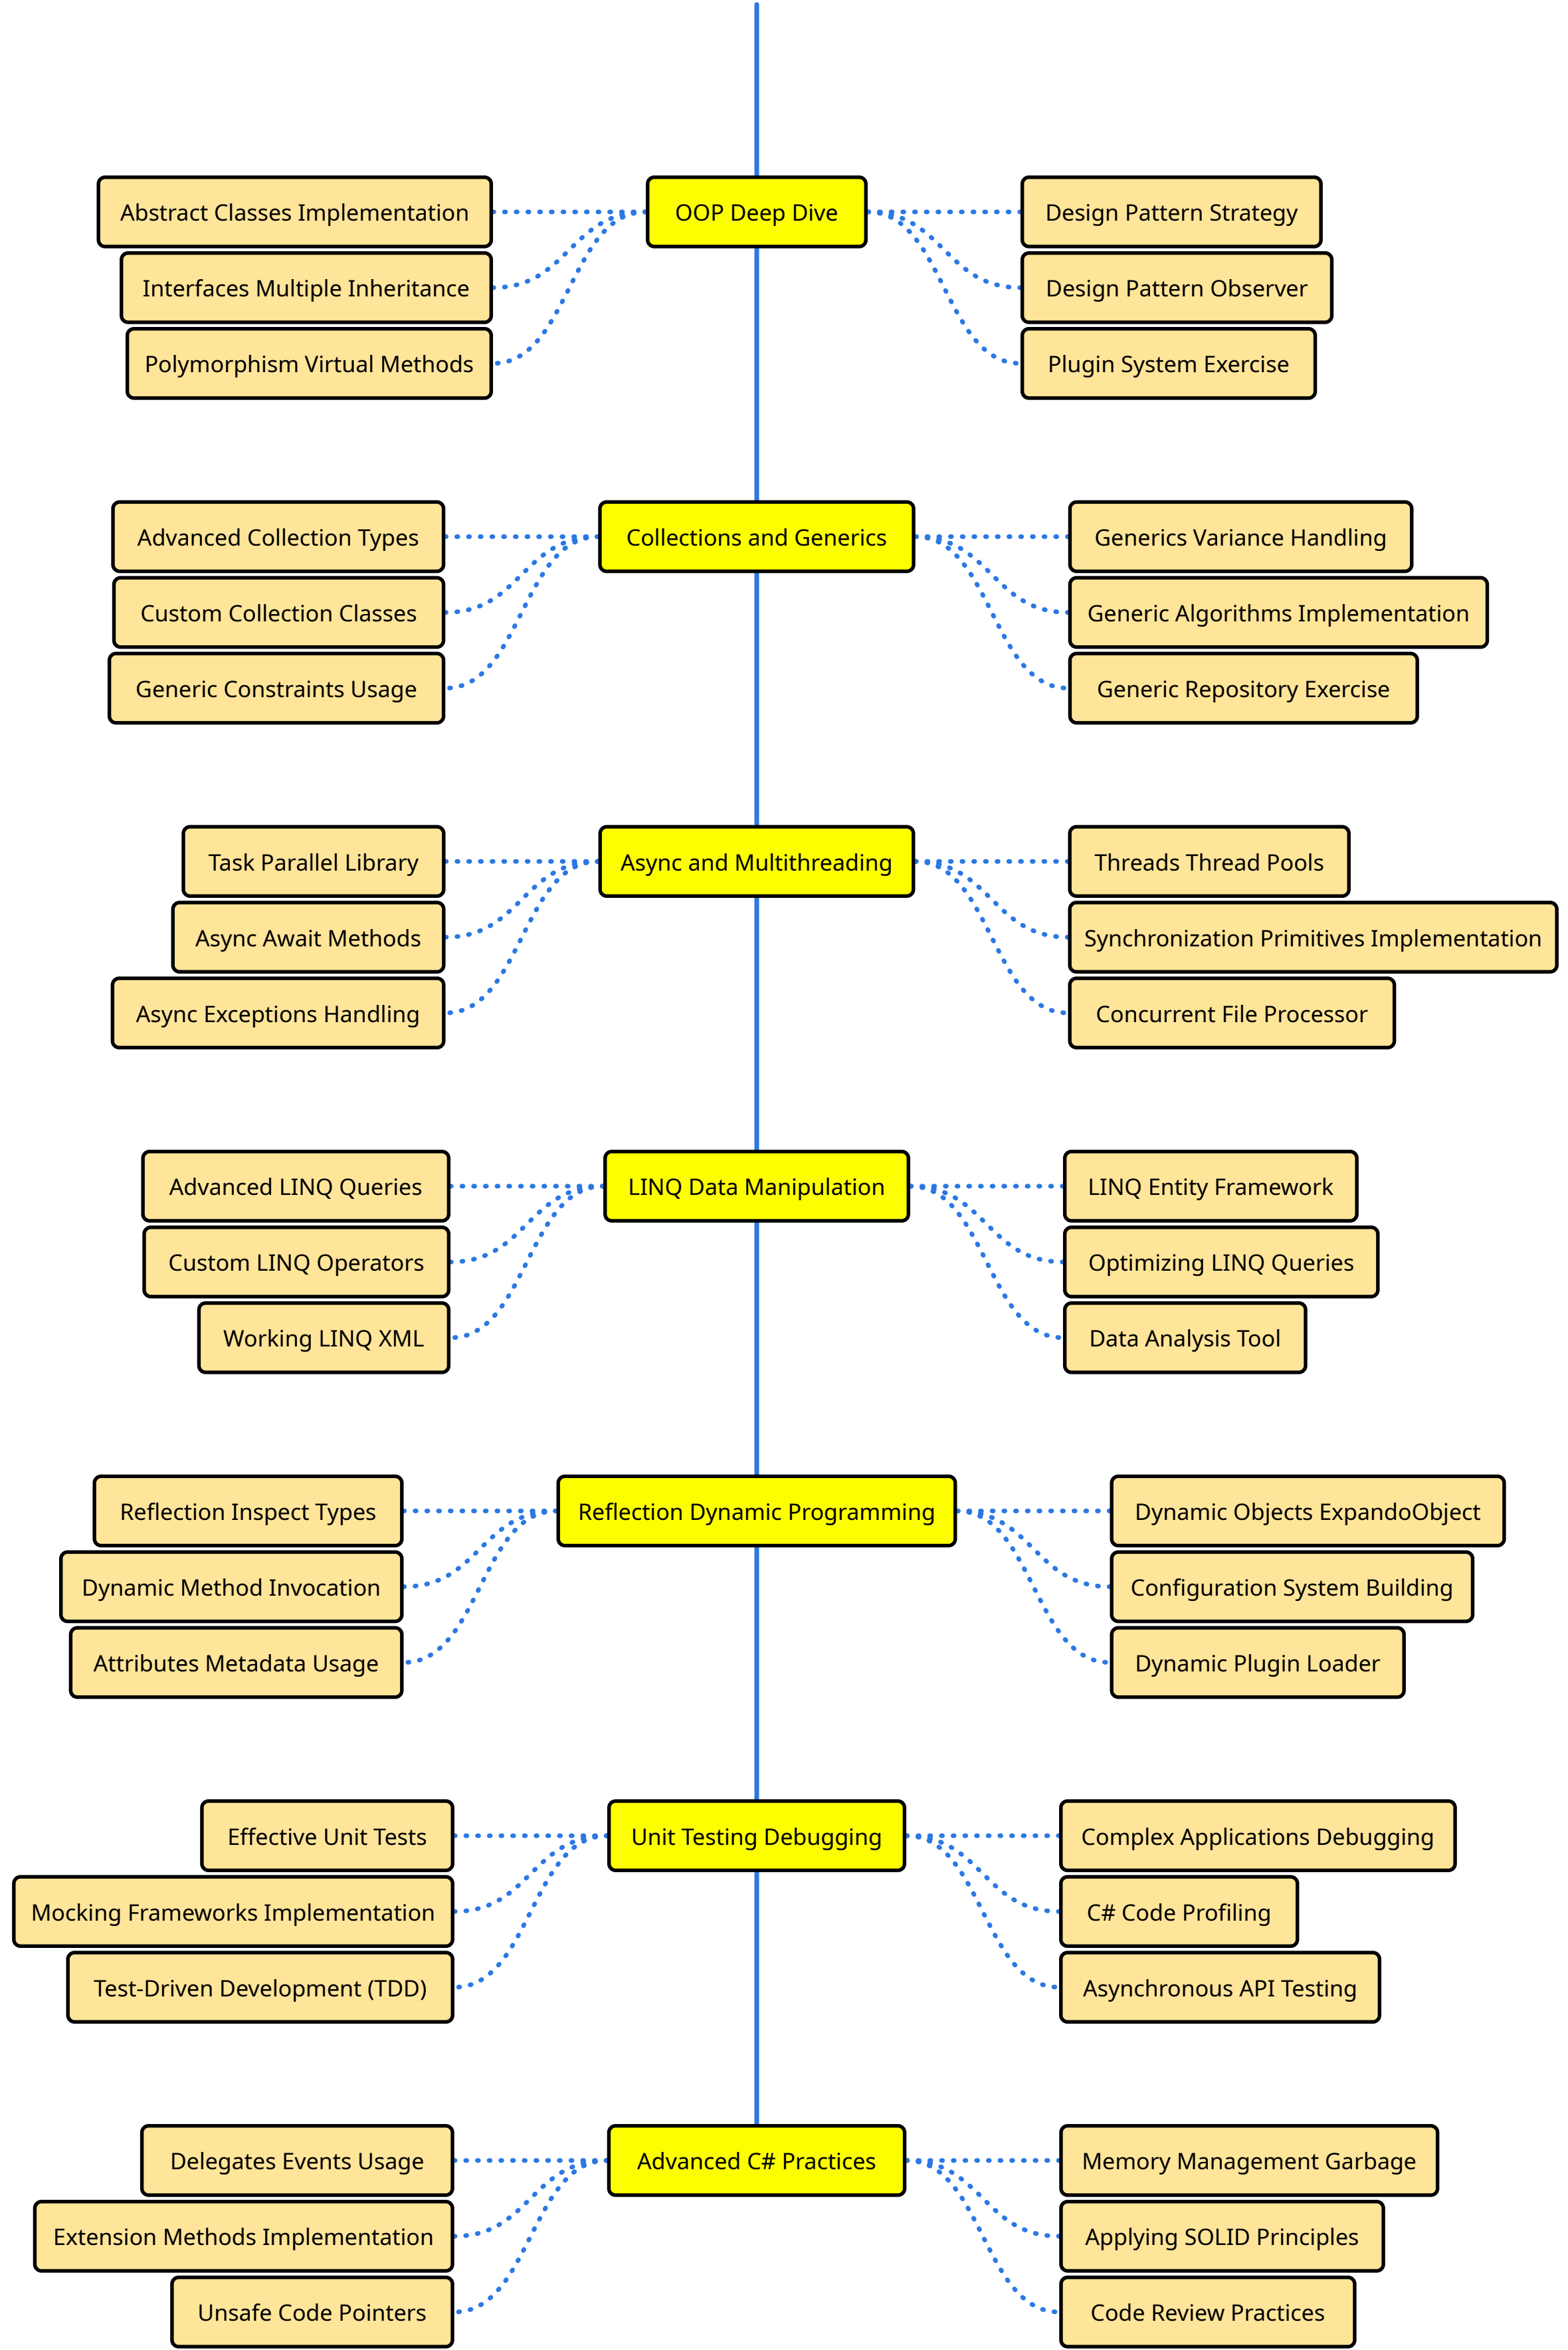 OOP Deep Dive
Abstract Classes Implementation
Interfaces Multiple Inheritance
Polymorphism Virtual Methods
Design Pattern Strategy
Design Pattern Observer
Plugin System Exercise
Collections and Generics
Advanced Collection Types
Custom Collection Classes
Generic Constraints Usage
Generics Variance Handling
Generic Algorithms Implementation
Generic Repository Exercise
Async and Multithreading
Task Parallel Library
Async Await Methods
Async Exceptions Handling
Threads Thread Pools
Synchronization Primitives Implementation
Concurrent File Processor
LINQ Data Manipulation
Advanced LINQ Queries
Custom LINQ Operators
Working LINQ XML
LINQ Entity Framework
Optimizing LINQ Queries
Data Analysis Tool
Reflection Dynamic Programming
Reflection Inspect Types
Dynamic Method Invocation
Attributes Metadata Usage
Dynamic Objects ExpandoObject
Configuration System Building
Dynamic Plugin Loader
Unit Testing Debugging
Effective Unit Tests
Mocking Frameworks Implementation
Test-Driven Development (TDD)
Complex Applications Debugging
C# Code Profiling
Asynchronous API Testing
Advanced C# Practices
Delegates Events Usage
Extension Methods Implementation
Unsafe Code Pointers
Memory Management Garbage
Applying SOLID Principles
Code Review Practices